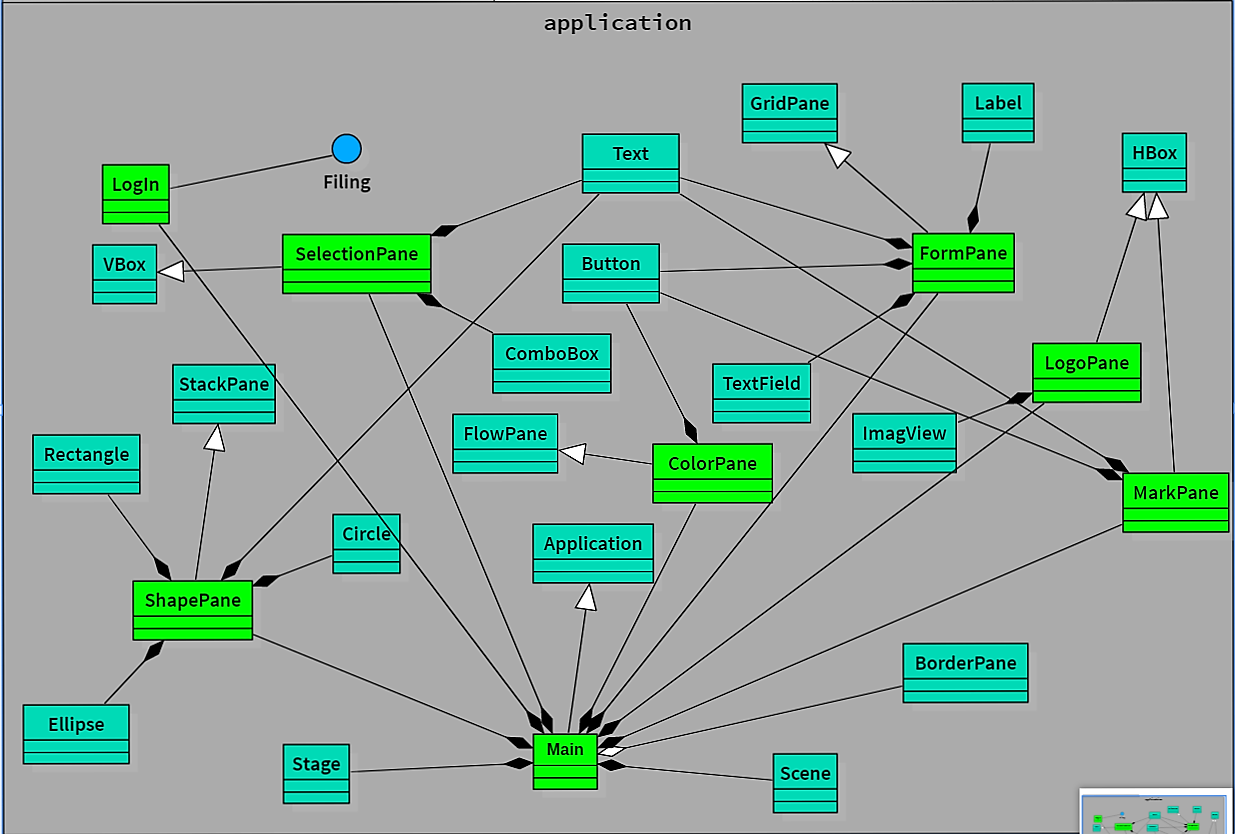 application
GridPane
Label
Text
HBox
LogIn
Filing
SelectionPane
FormPane
VBox
Button
ComboBox
LogoPane
StackPane
TextField
FlowPane
ImagView
Rectangle
ColorPane
MarkPane
Circle
Application
ShapePane
BorderPane
Ellipse
Main
Stage
Scene